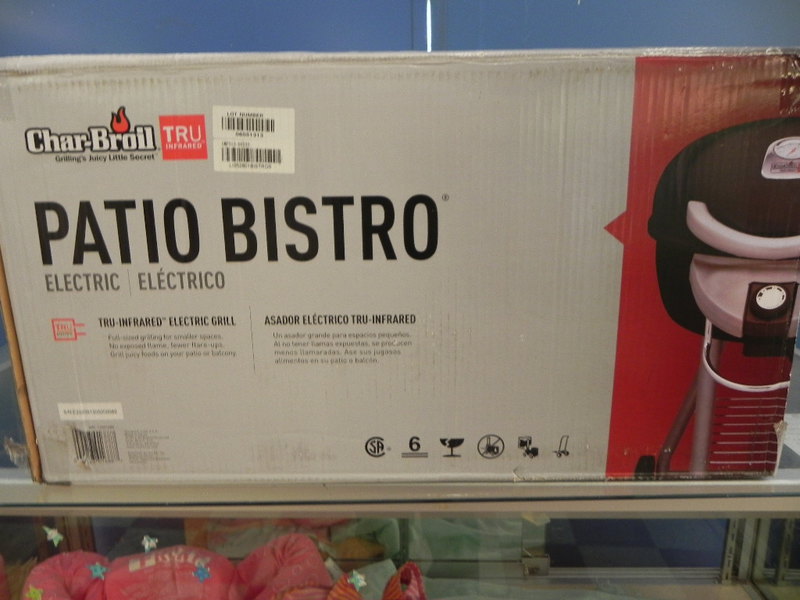 Char-Broil
Grilling's Juicy Little Secret
TRU
INFRARED
LOT NUMBER
PATIO BISTRO®
ELECTRIC | ELÉCTRICO
TRU-INFRARED™ ELECTRIC GRILL
Full-sized grilling for smaller spaces.
No exposed flame, fewer flare-ups.
Grill juicy foods on your patio or balcony.
ASADOR ELÉCTRICO TRU-INFRARED
Un asador grande para espacios pequeños.
Al no tener llamas expuestas, se producen
menos llamaradas. Ase sus jugosos
alimentos en su patio o balcón.
TRU
6